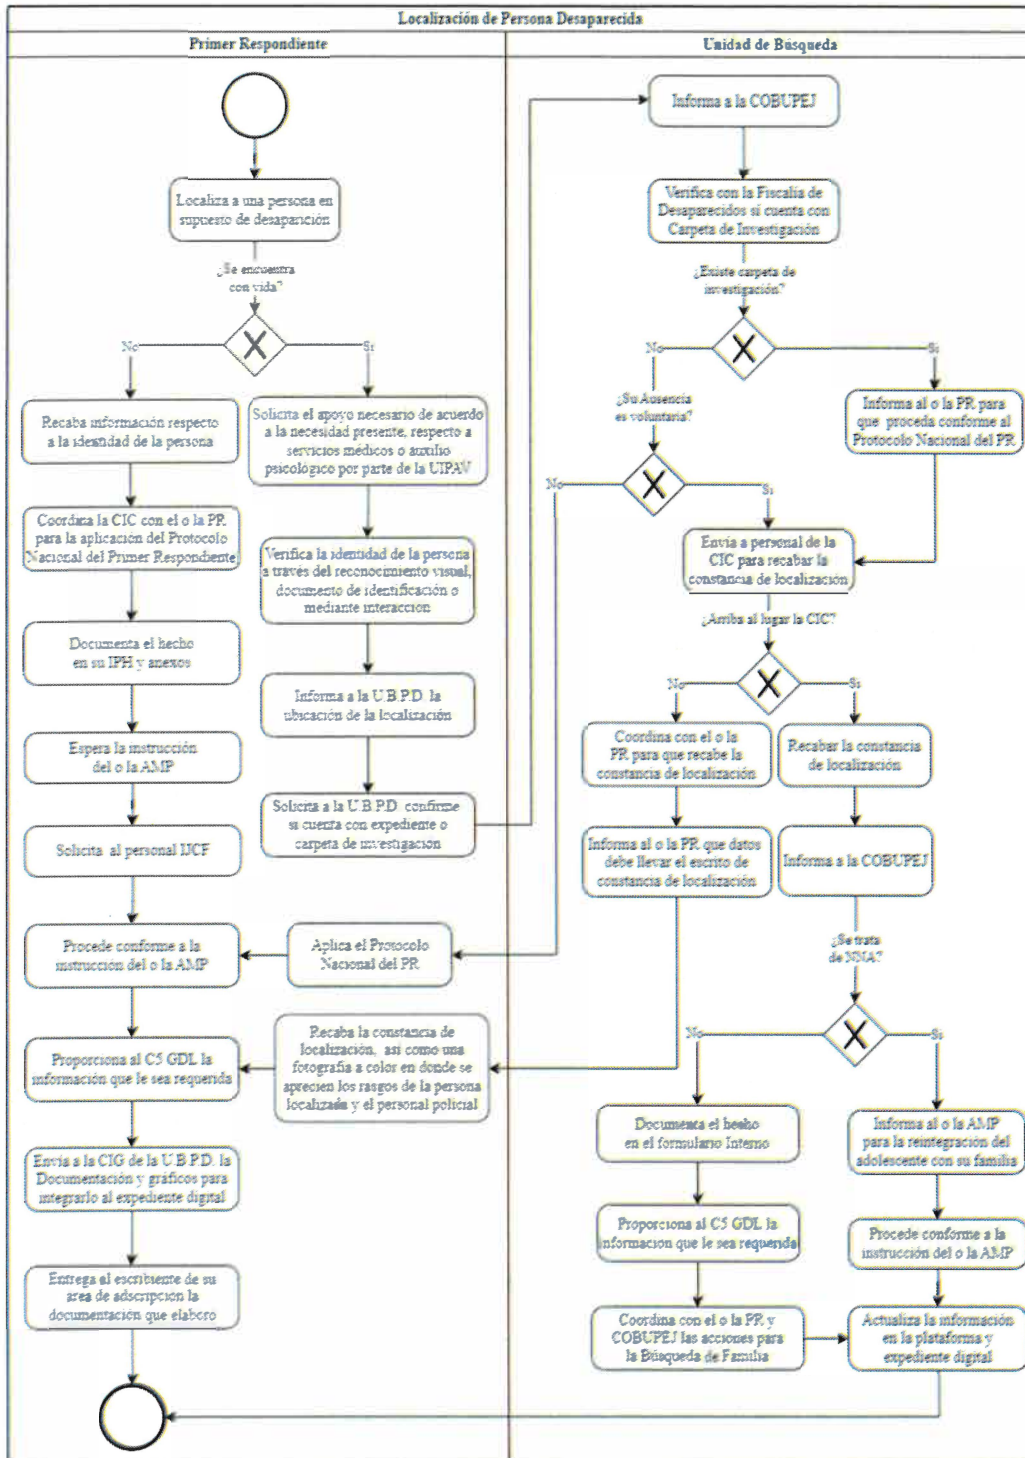 Localización de Persona Desaparecida
Primer Respondiente
Localiza a una persona en
supuesto de desaparición
¿Se encuentra
con vida?
No
Si
Recaba información respecto
a la identidad de la persona
Coordina la CIC con el o la PR
para la aplicación del Protocolo
Nacional del Primer Respondiente
Documenta el hecho
en su IPH y anexos
Espera la instrucción
del o la AMP
Solicita al personal IJCF
Procede conforme a la
instrucción del o la AMP
Proporciona al C5 GDL la
información que le sea requerida
Envía a la CIG de la U.B.P.D. la
Documentación y gráficos para
integrarlo al expediente digital
Entrega al escribiente de su
área de adscripción la
documentación que elaboro
Solicita el apoyo necesario de acuerdo
a la necesidad presente, respecto a
servicios médicos o auxilio
psicológico por parte de la UIPAV
Verifica la identidad de la persona
a través del reconocimiento visual,
documento de identificación o
mediante interacción
Informa a la U.B.P.D. la
ubicación de la localización
Solicita a la U.B.P.D. confirme
si cuenta con expediente o
carpeta de investigación
Aplica el Protocolo
Nacional del PR
Recaba la constancia de
localización, así como una
fotografía a color en donde se
aprecien los rasgos de la persona
localizada y el personal policial
Unidad de Búsqueda
Informa a la COBUPEJ
Verifica con la Fiscalía de
Desaparecidos si cuenta con
Carpeta de Investigación
¿Existe carpeta de
investigación?
No
Si
¿Su Ausencia
es voluntaria?
Informa al o la PR para
que proceda conforme al
Protocolo Nacional del PR
No
Si
Envía a personal de la
CIC para recabar la
constancia de localización
¿Arriba al lugar la CIC?
No
Si
Coordina con el o la
PR para que recabe la
constancia de localización
Recabar la constancia
de localización
Informa al o la PR que datos
debe llevar el escrito de
constancia de localización
Informa a la COBUPEJ
¿Se trata
de NNA?
No
Si
Documenta el hecho
en el formulario Interno
Informa al o la AMP
para la reintegración del
adolescente con su familia
Proporciona al C5 GDL la
información que le sea requerida
Procede conforme a la
instrucción del o la AMP
Coordina con el o la PR y
COBUPEJ las acciones para
la Búsqueda de Familia
Actualiza la información
en la plataforma y
expediente digital